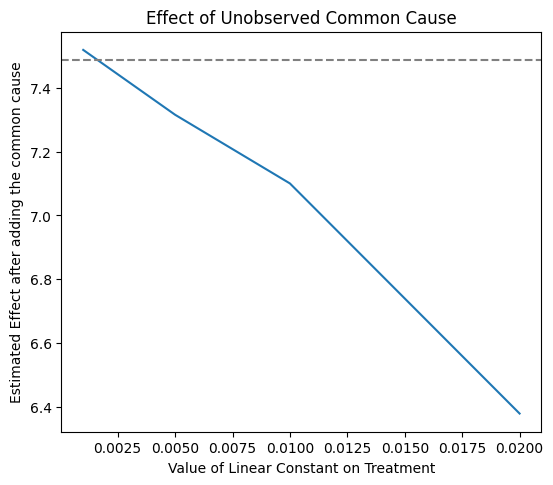 Effect of Unobserved Common Cause
Estimated Effect after adding the common cause
7.4
7.2
7.0
6.8
6.6
6.4
0.0025 0.0050 0.0075 0.0100 0.0125 0.0150 0.0175 0.0200
Value of Linear Constant on Treatment